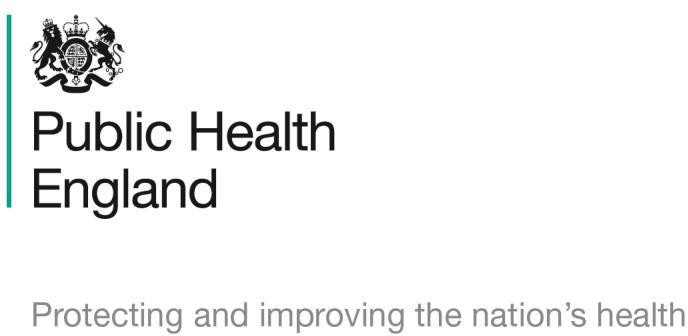 Public Health
England
Protecting and improving the nation’s health